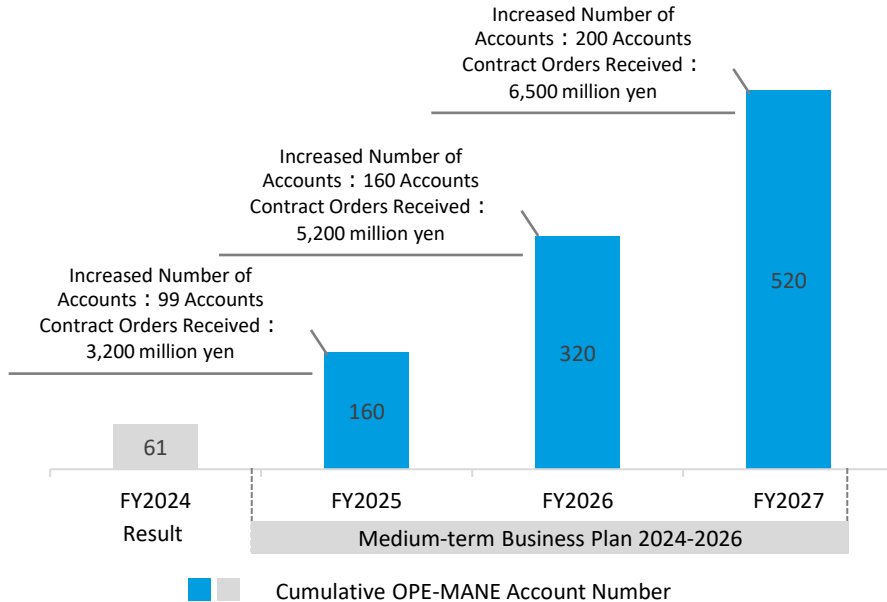 Increased Number of
Accounts：200 Accounts
Contract Orders Received：
6,500 million yen
Increased Number of
Accounts：160 Accounts
Contract Orders Received：
5,200 million yen
Increased Number of
Accounts：99 Accounts
Contract Orders Received：
3,200 million yen
61
160
320
520
FY2024
Result
FY2025
FY2026
FY2027
Medium-term Business Plan 2024-2026
Cumulative OPE-MANE Account Number